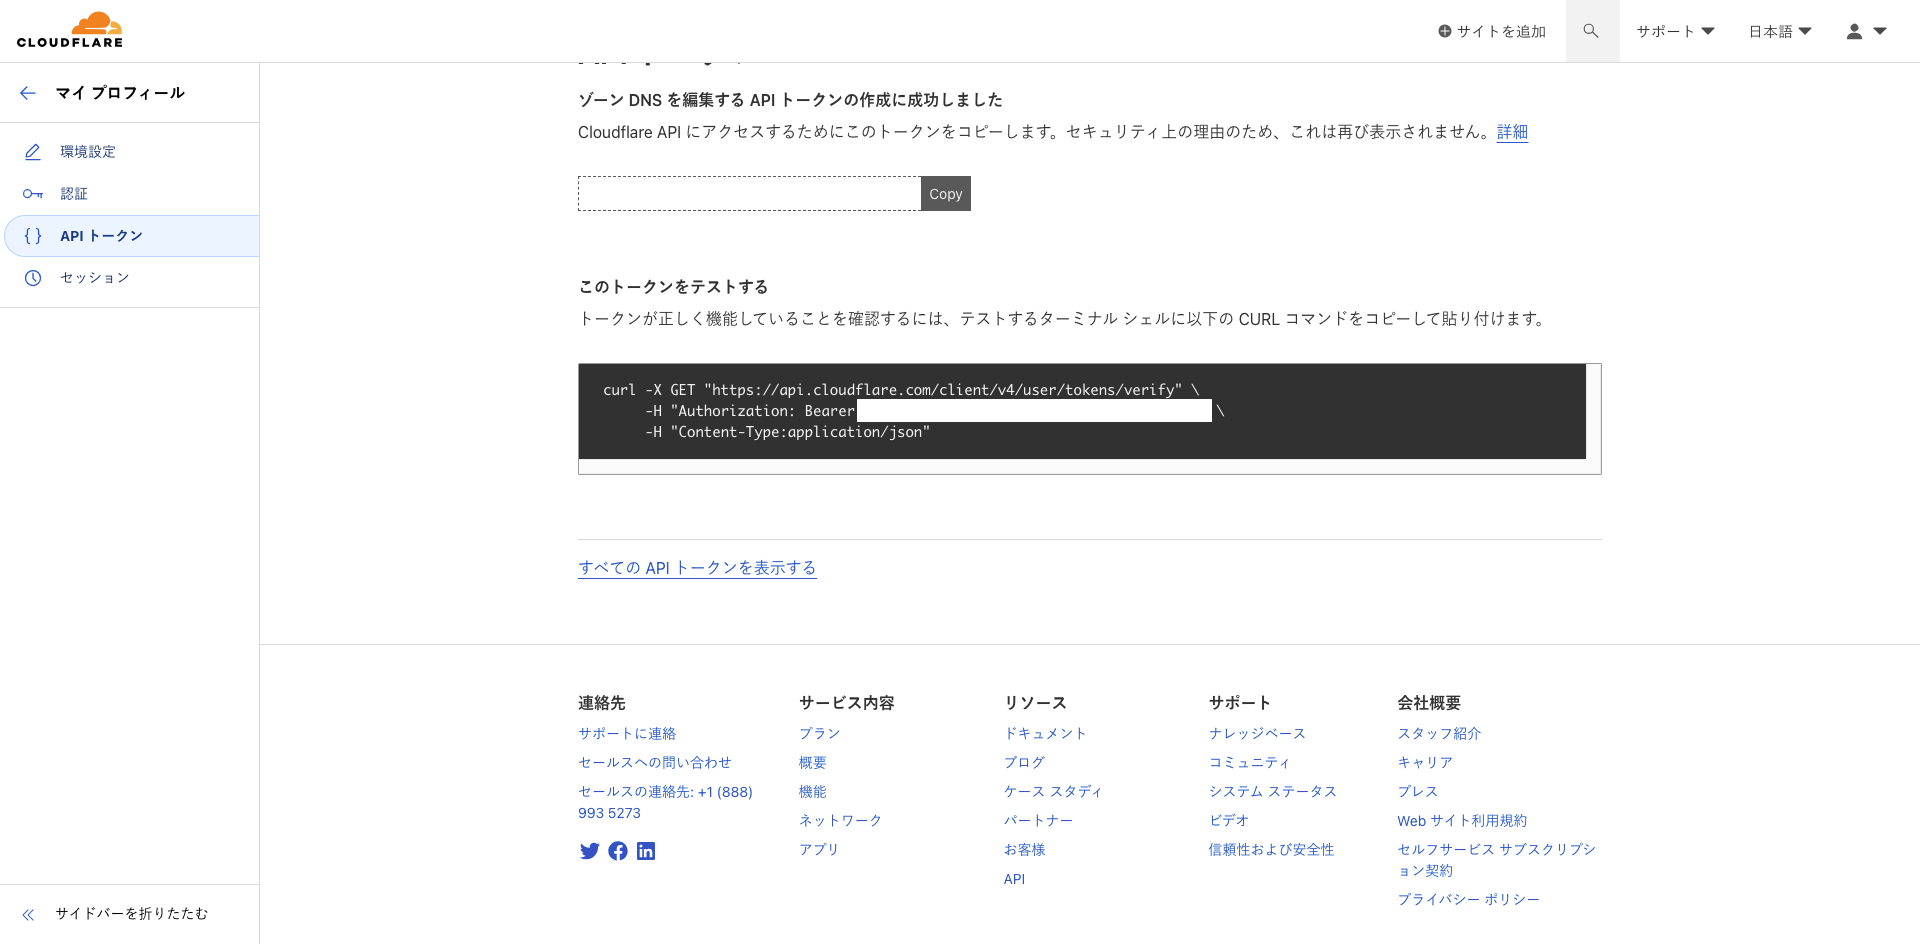 CLOUDFLARE
サイトを追加
サポート
日本語
マイ プロフィール
環境設定
認証
API トークン
セッション
サイドバーを折りたたむ
ゾーン DNS を編集する API トークンの作成に成功しました
Cloudflare API にアクセスするためにこのトークンをコピーします。セキュリティ上の理由のため、これは再び表示されません。詳細
Copy
このトークンをテストする
トークンが正しく機能していることを確認するには、テストするターミナル シェルに以下の CURL コマンドをコピーして貼り付けます。
curl -X GET "https://api.cloudflare.com/client/v4/user/tokens/verify" \
-H "Authorization: Bearer \
-H "Content-Type:application/json"
すべての API トークンを表示する
連絡先
サポートに連絡
セールスへの問い合わせ
セールスの連絡先: +1 (888)
993 5273
サービス内容
プラン
概要
機能
ネットワーク
アプリ
リソース
ドキュメント
ブログ
ケース スタディ
パートナー
お客様
API
サポート
ナレッジベース
コミュニティ
システム ステータス
ビデオ
信頼性および安全性
会社概要
スタッフ紹介
キャリア
プレス
Web サイト利用規約
セルフサービス サブスクリプシ
ョン契約
プライバシー ポリシー